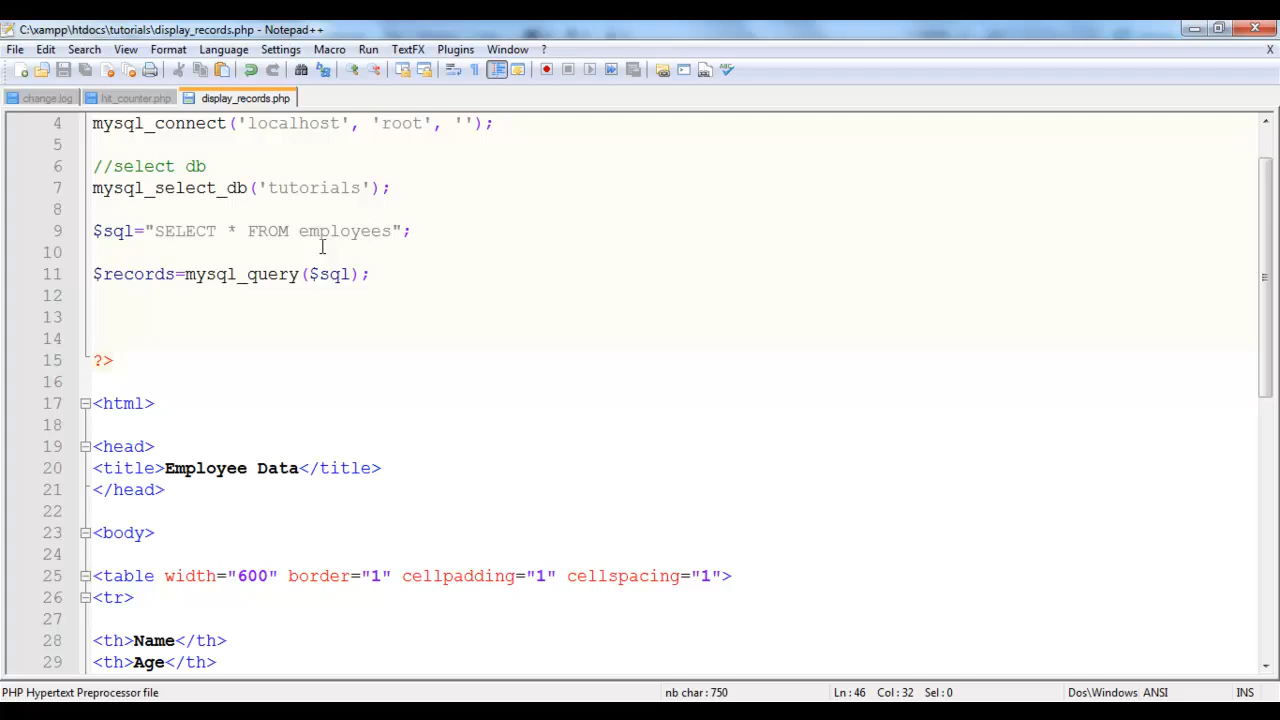 C:\xampp\htdocs\tutorials\display_records.php - Notepad++
File Edit Search View Format Language Settings Macro Run TextFX Plugins Window ?
change.log hit_counter.php display_records.php
4 mysql_connect('localhost', 'root', '');
5
6 //select db
7 mysql_select_db('tutorials');
8
9 $sql="SELECT * FROM employees";
10
11 $records=mysql_query($sql);
12
13
14
15 ?>
16
17 <html>
18
19 <head>
20 <title>Employee Data</title>
21 </head>
22
23 <body>
24
25 <table width="600" border="1" cellpadding="1" cellspacing="1">
26 <tr>
27
28 <th>Name</th>
29 <th>Age</th>
PHP Hypertext Preprocessor file nb char : 750 Ln : 46 Col : 32 Sel : 0 Dos\Windows ANSI INS